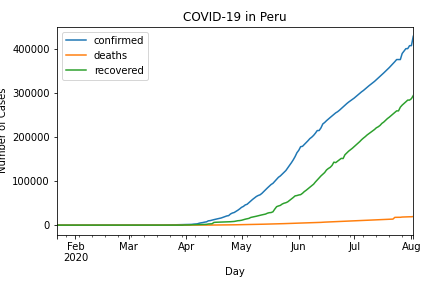 COVID-19 in Peru
confirmed
deaths
recovered
400000
300000
200000
100000
0
Number of Cases
Feb Mar Apr May Jun Jul Aug
2020
Day